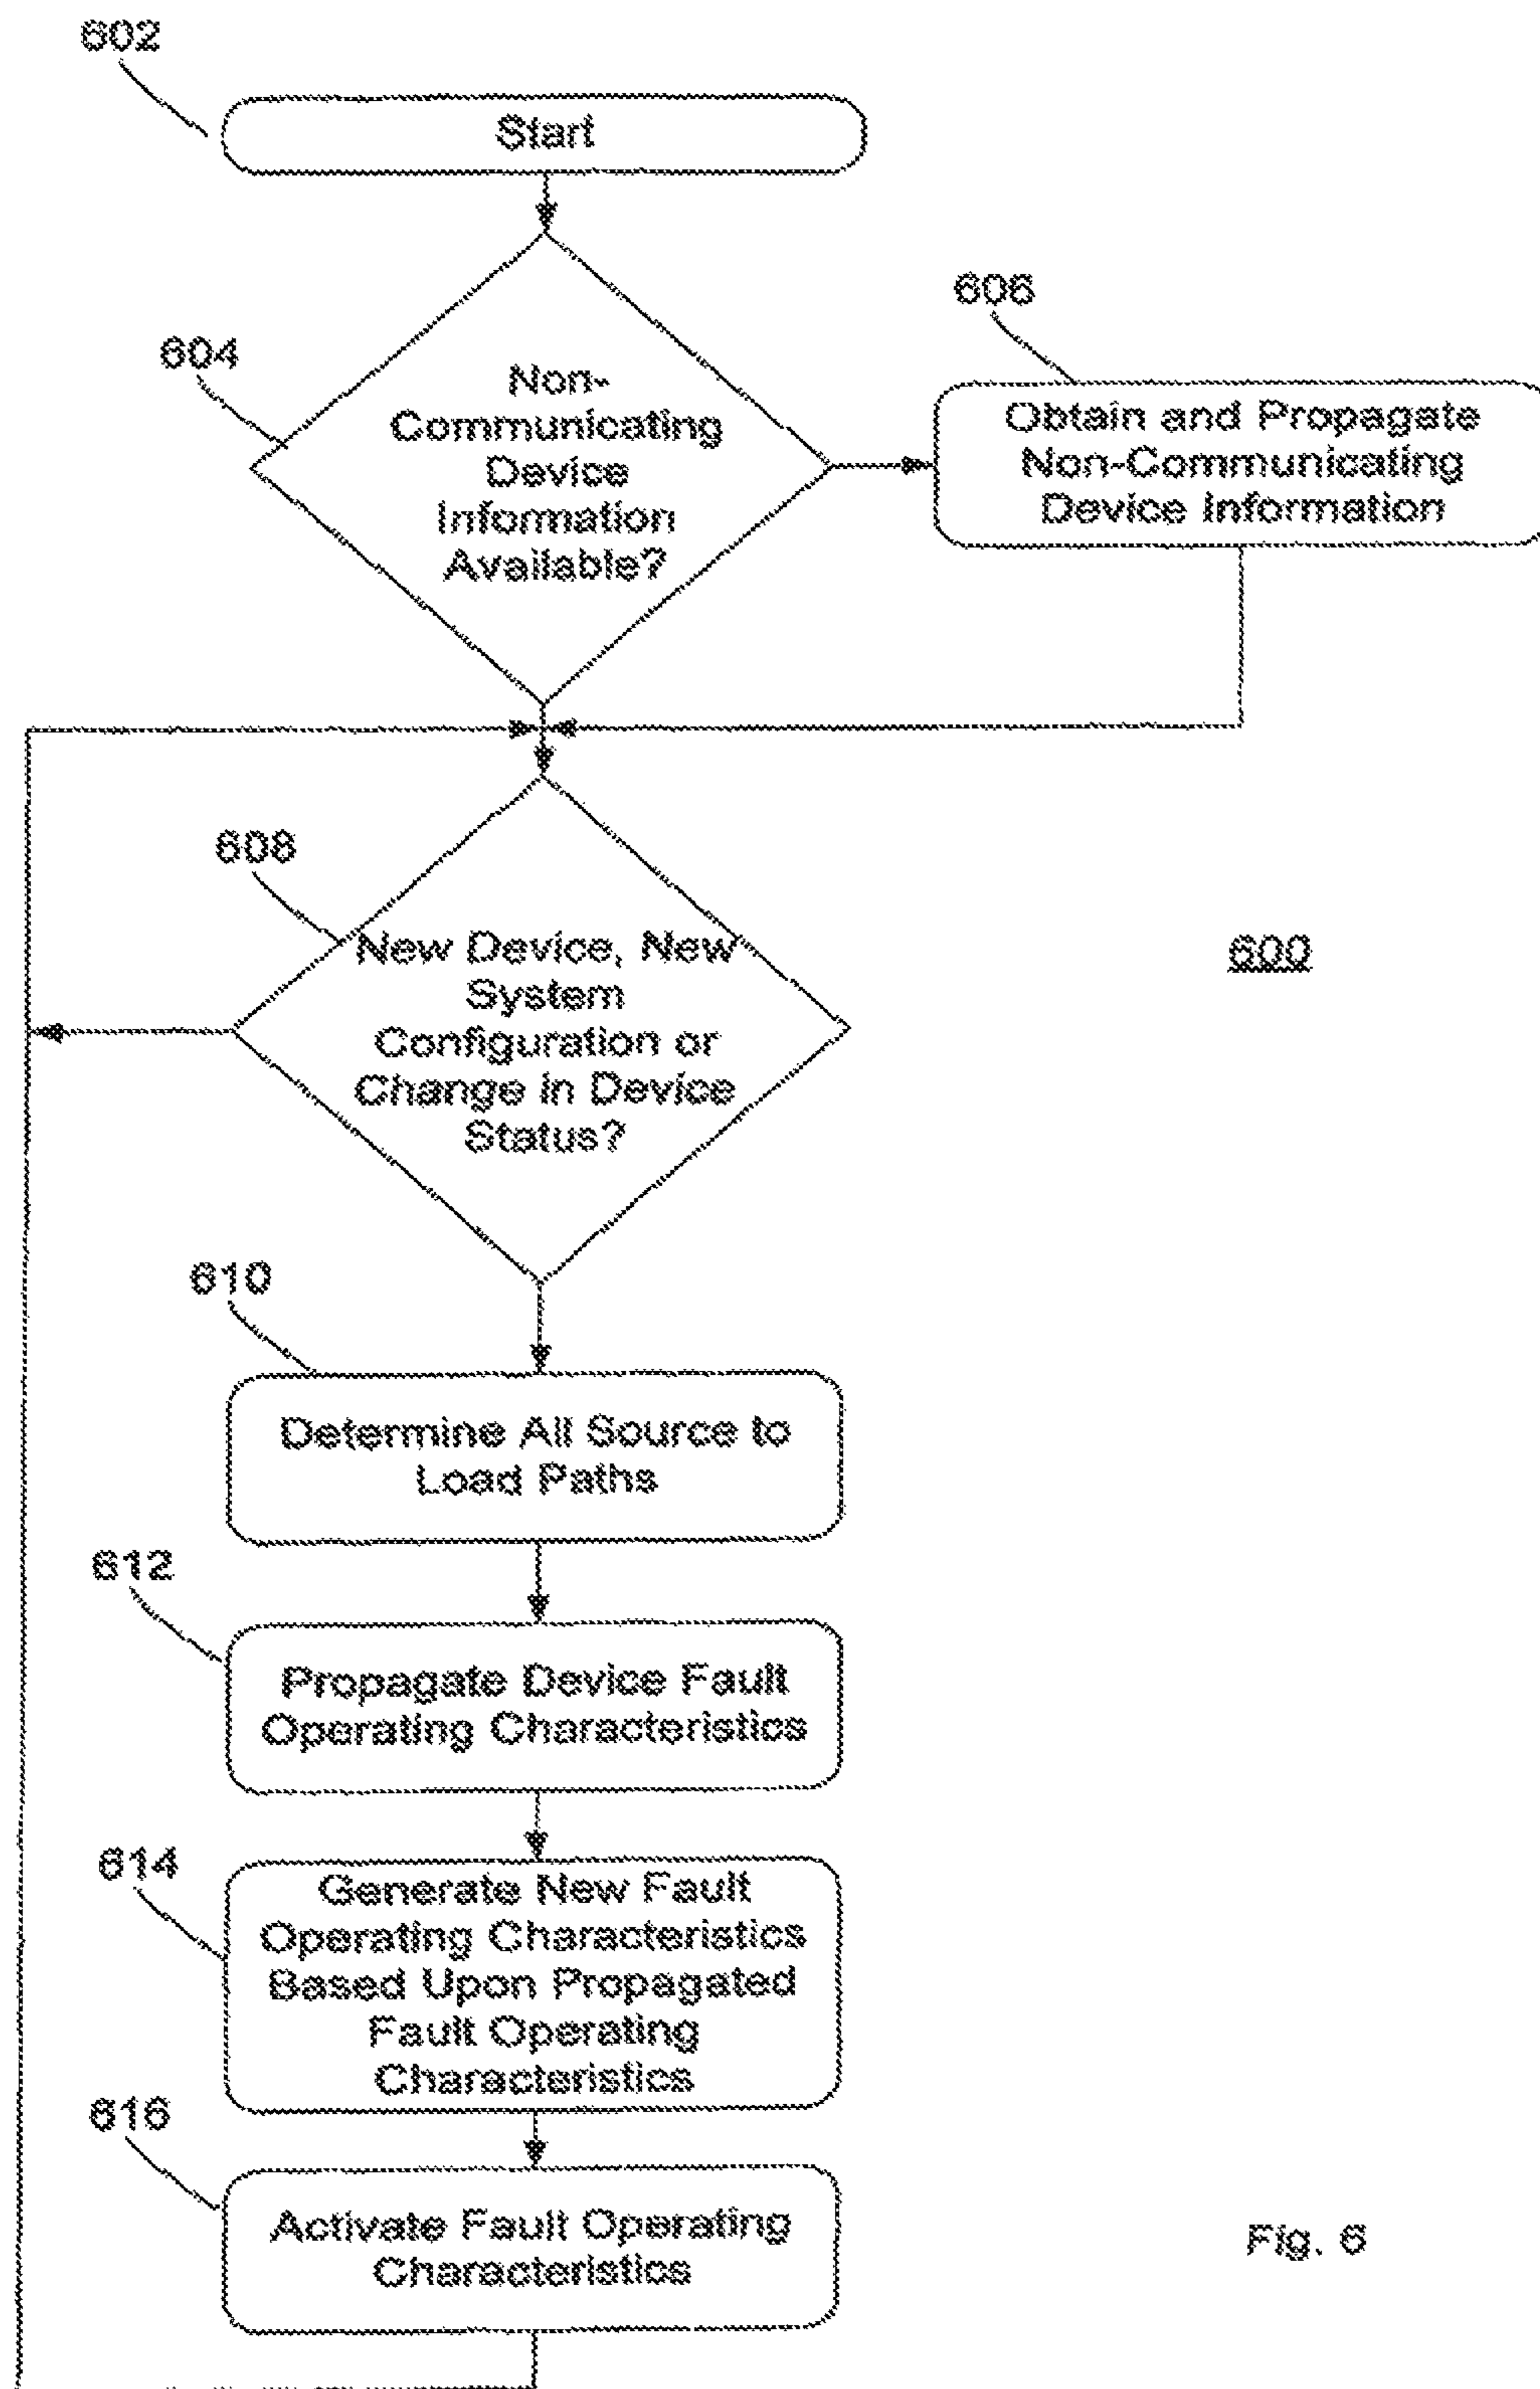 602
Start
604
Non-
Communicating
Device
Information
Available?
606
Obtain and Propagate
Non-Communicating
Device Information
608
New Device, New
System
Configuration or
Change in Device
Status?
600
610
Determine All Source to
Load Paths
612
Propagate Device Fault
Operating Characteristics
614
Generate New Fault
Operating Characteristics
Based Upon Propagated
Fault Operating
Characteristics
616
Activate Fault Operating
Characteristics
Fig. 6